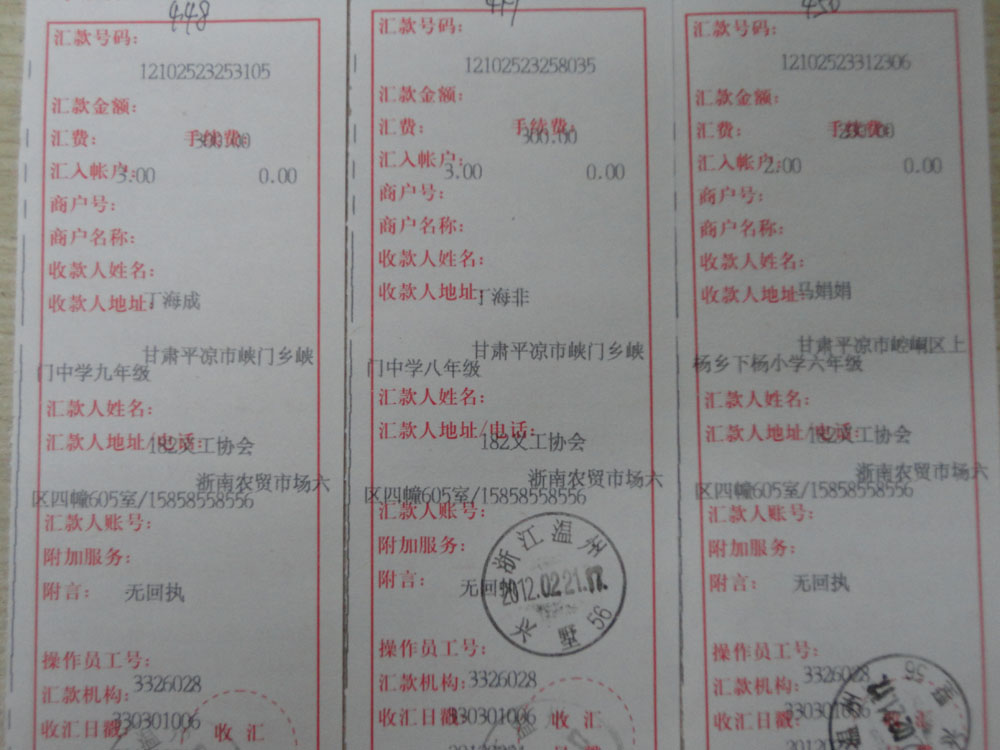 448
汇款号码:
12102523253105
汇款金额:
汇费: 手续费:
300.00
汇入帐户:
3.00 0.00
商户号:
商户名称:
收款人姓名:
收款人地址:
丁海成
甘肃平凉市峡门乡峡
门中学九年级
汇款人姓名:
汇款人地址/电话:
182义工协会
浙南农贸市场六
区四幢605室/15858558556
汇款人账号:
附加服务:
附言: 无回执
操作员工号:
3326028
汇款机构:
330301006
收汇日戳: 收 汇
汇款号码:
12102523258035
汇款金额:
汇费: 手续费:
300.00
汇入帐户:
3.00 0.00
商户号:
商户名称:
收款人姓名:
收款人地址:
丁海非
甘肃平凉市峡门乡峡
门中学八年级
汇款人姓名:
汇款人地址/电话:
182义工协会
浙南农贸市场六
区四幢605室/15858558556
汇款人账号:
附加服务:
附言: 无回执
浙江温州
2012.02.21.17
56
操作员工号:
3326028
汇款机构:
330301006
收汇日戳: 收 汇
450
汇款号码:
12102523312306
汇款金额:
汇费: 手续费:
200.00
汇入帐户:
2.00 0.00
商户号:
商户名称:
收款人姓名:
收款人地址:
马娟娟
甘肃平凉市崆峒区上
杨乡下杨小学六年级
汇款人姓名:
汇款人地址/电话:
182义工协会
浙南农贸市场六
区四幢605室/15858558556
汇款人账号:
附加服务:
附言: 无回执
操作员工号:
3326028
汇款机构:
330301006
收汇日戳:
56